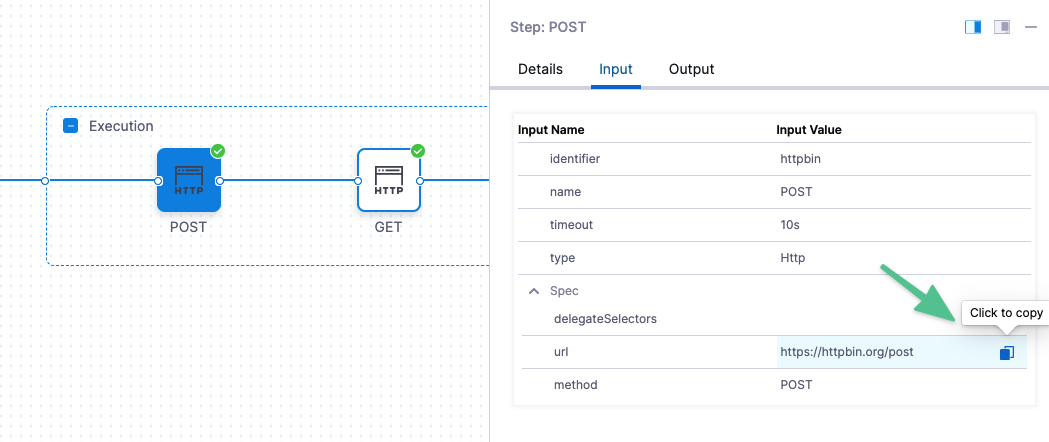 Step: POST
Details Input Output
Execution
HTTP HTTP
POST GET
Input Name Input Value
identifier httpbin
name POST
timeout 10s
type Http
Spec
delegateSelectors
Click to copy
url https://httpbin.org/post
method POST